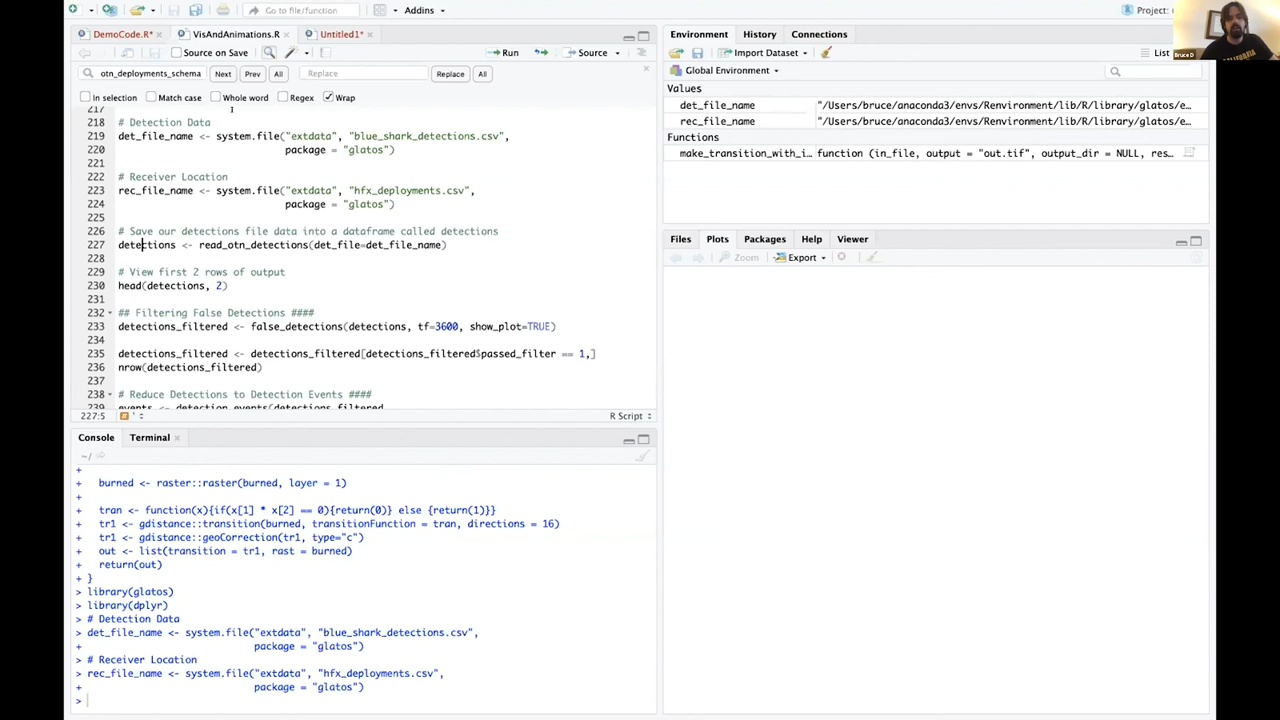 Go to file/function
Addins
Project:
DemoCode.R*
VisAndAnimations.R
Untitled1*
Source on Save
Run
Source
otn_deployments_schema
Next
Prev
All
Replace
Replace
All
In selection
Match case
Whole word
Regex
Wrap
217
218 # Detection Data
219 det_file_name <- system.file("extdata", "blue_shark_detections.csv",
220 package = "glatos")
221
222 # Receiver Location
223 rec_file_name <- system.file("extdata", "hfx_deployments.csv",
224 package = "glatos")
225
226 # Save our detections file data into a dataframe called detections
227 detections <- read_otn_detections(det_file=det_file_name)
228
229 # View first 2 rows of output
230 head(detections, 2)
231
232 ## Filtering False Detections ####
233 detections_filtered <- false_detections(detections, tf=3600, show_plot=TRUE)
234
235 detections_filtered <- detections_filtered[detections_filtered$passed_filter == 1,]
236 nrow(detections_filtered)
237
238 # Reduce Detections to Detection Events ####
239 events <- detection_events(detections_filtered
227:5
R Script
Console
Terminal
~/
+
+ burned <- raster::raster(burned, layer = 1)
+
+ tran <- function(x){if(x[1] * x[2] == 0){return(0)} else {return(1)}}
+ tr1 <- gdistance::transition(burned, transitionFunction = tran, directions = 16)
+ tr1 <- gdistance::geoCorrection(tr1, type="c")
+ out <- list(transition = tr1, rast = burned)
+ return(out)
+ }
> library(glatos)
> library(dplyr)
> # Detection Data
> det_file_name <- system.file("extdata", "blue_shark_detections.csv",
+ package = "glatos")
> # Receiver Location
> rec_file_name <- system.file("extdata", "hfx_deployments.csv",
+ package = "glatos")
>
Environment
History
Connections
Import Dataset
List
Global Environment
Values
det_file_name "/Users/bruce/anaconda3/envs/Renvironment/lib/R/library/glatos/e…
rec_file_name "/Users/bruce/anaconda3/envs/Renvironment/lib/R/library/glatos/e…
Functions
make_transition_with_i… function (in_file, output = "out.tif", output_dir = NULL, res…
Files
Plots
Packages
Help
Viewer
Zoom
Export
Bruce D